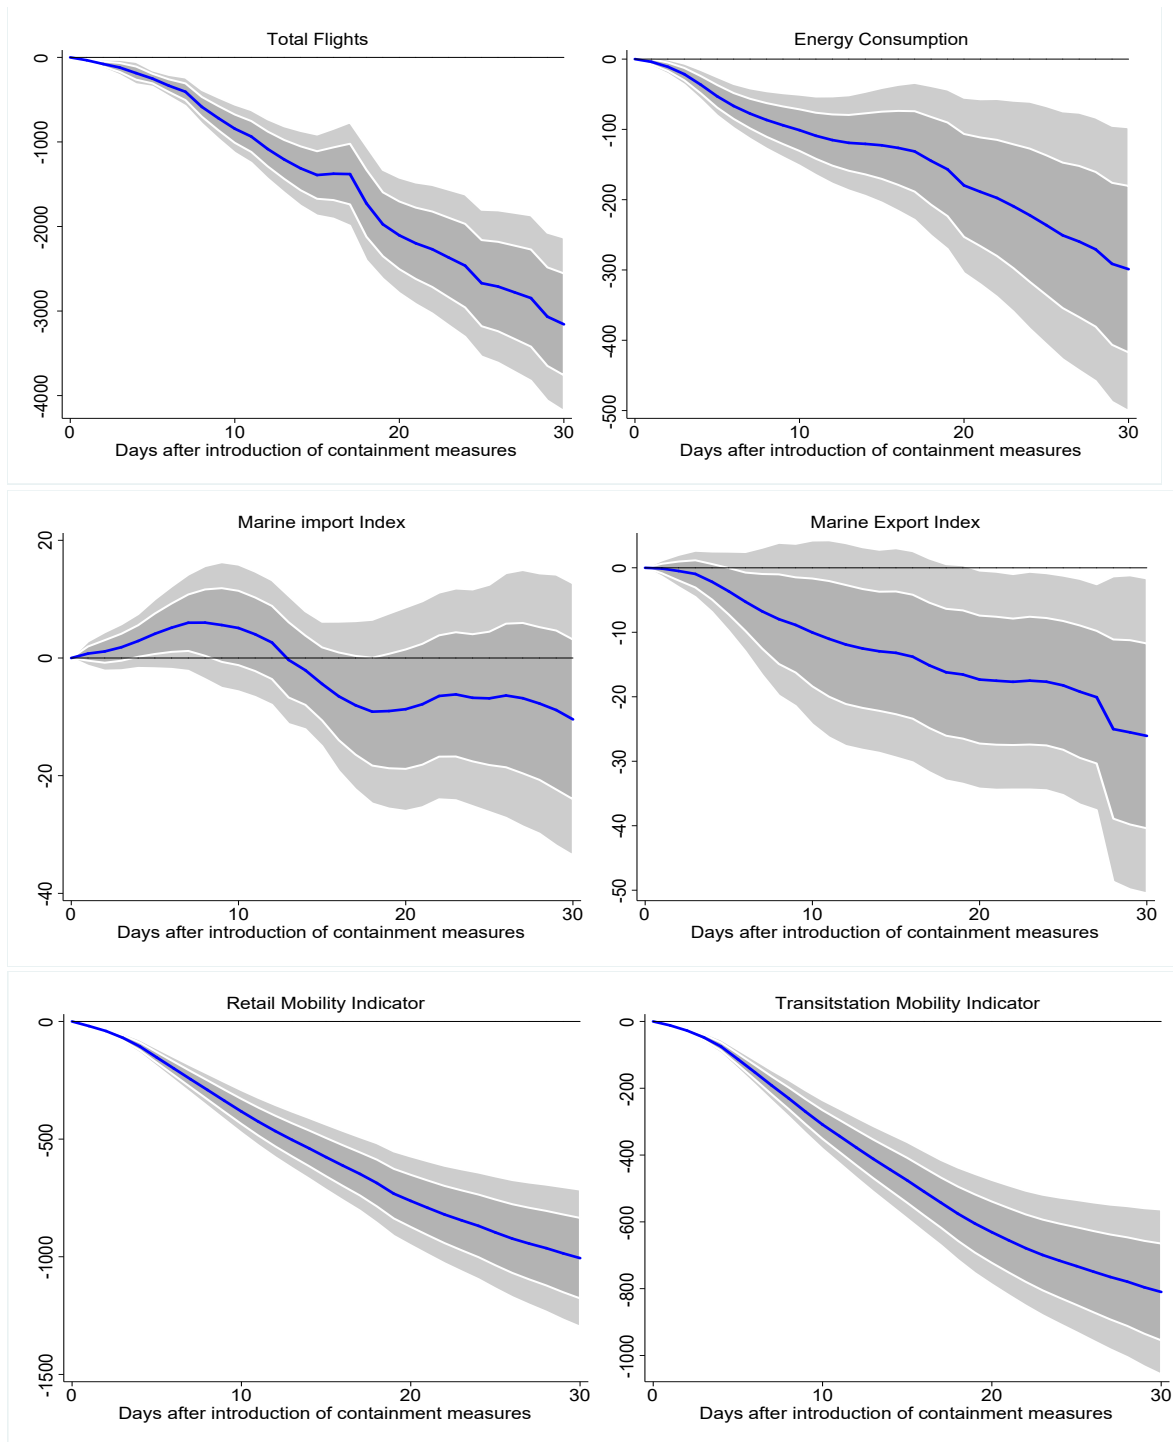 Total Flights
0
-1000
-2000
-3000
-4000
0 10 20 30
Days after introduction of containment measures
Energy Consumption
0
-100
-200
-300
-400
-500
0 10 20 30
Days after introduction of containment measures
Marine import Index
20
0
-20
-40
0 10 20 30
Days after introduction of containment measures
Marine Export Index
0
-10
-20
-30
-40
-50
0 10 20 30
Days after introduction of containment measures
Retail Mobility Indicator
0
-500
-1000
-1500
0 10 20 30
Days after introduction of containment measures
Transitstation Mobility Indicator
0
-200
-400
-600
-800
-1000
0 10 20 30
Days after introduction of containment measures